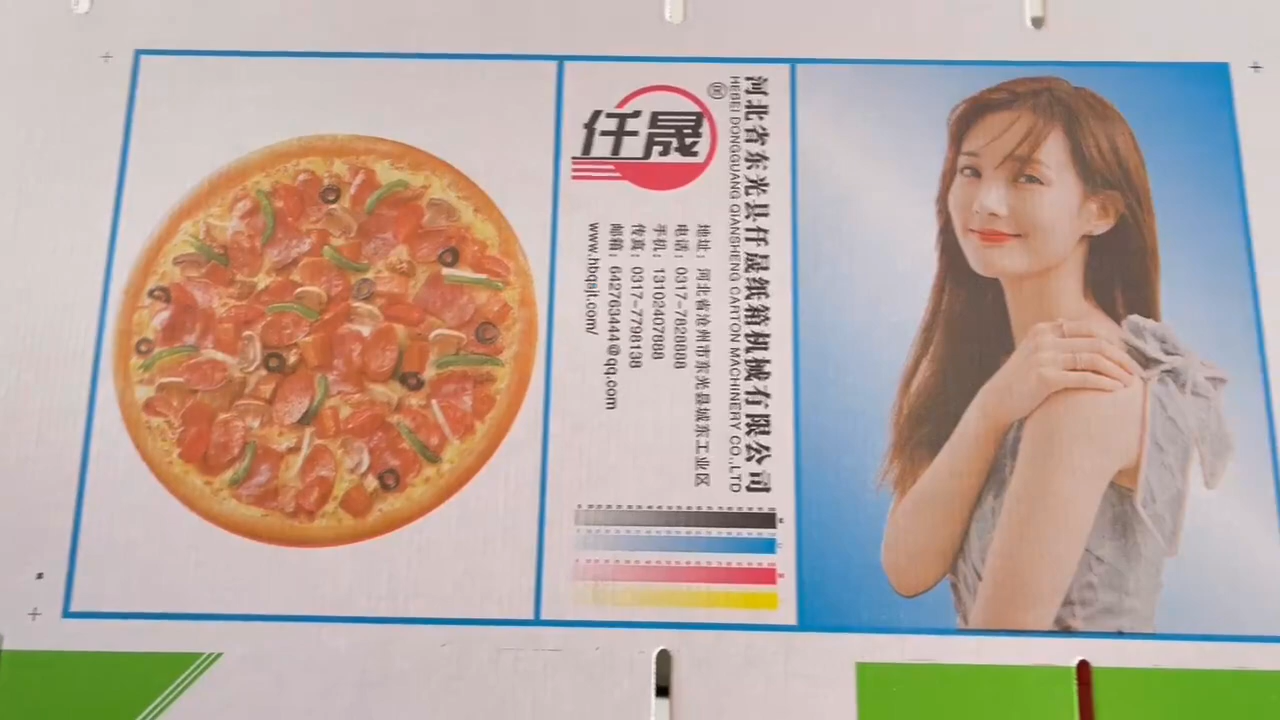 仟晟
®
河北省东光县仟晟纸箱机械有限公司
HEBEI DONGGUANG QIANSHENG CARTON MACHINERY CO.,LTD
地址：河北省沧州市东光县城东工业区
电话：0317-7828888
手机：13102407888
传真：0317-7798138
邮箱：642763444@qq.com
www.hbqsjt.com/